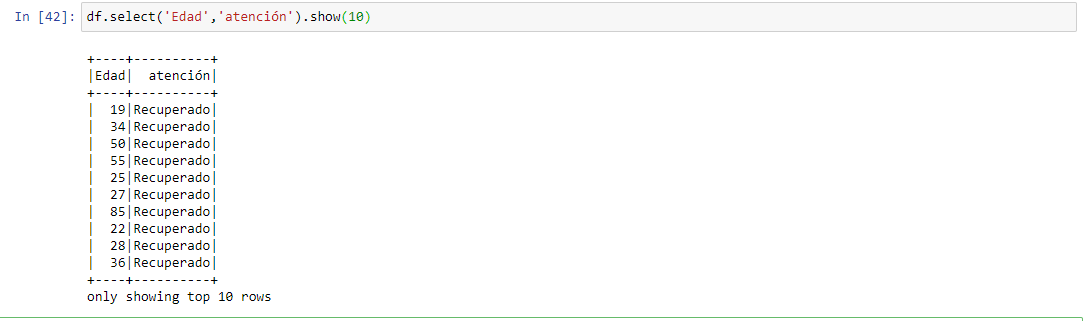 In [42]: df.select('Edad','atención').show(10)
+----+----------+
|Edad|  atención|
+----+----------+
|  19|Recuperado|
|  34|Recuperado|
|  50|Recuperado|
|  55|Recuperado|
|  25|Recuperado|
|  27|Recuperado|
|  85|Recuperado|
|  22|Recuperado|
|  28|Recuperado|
|  36|Recuperado|
+----+----------+
only showing top 10 rows